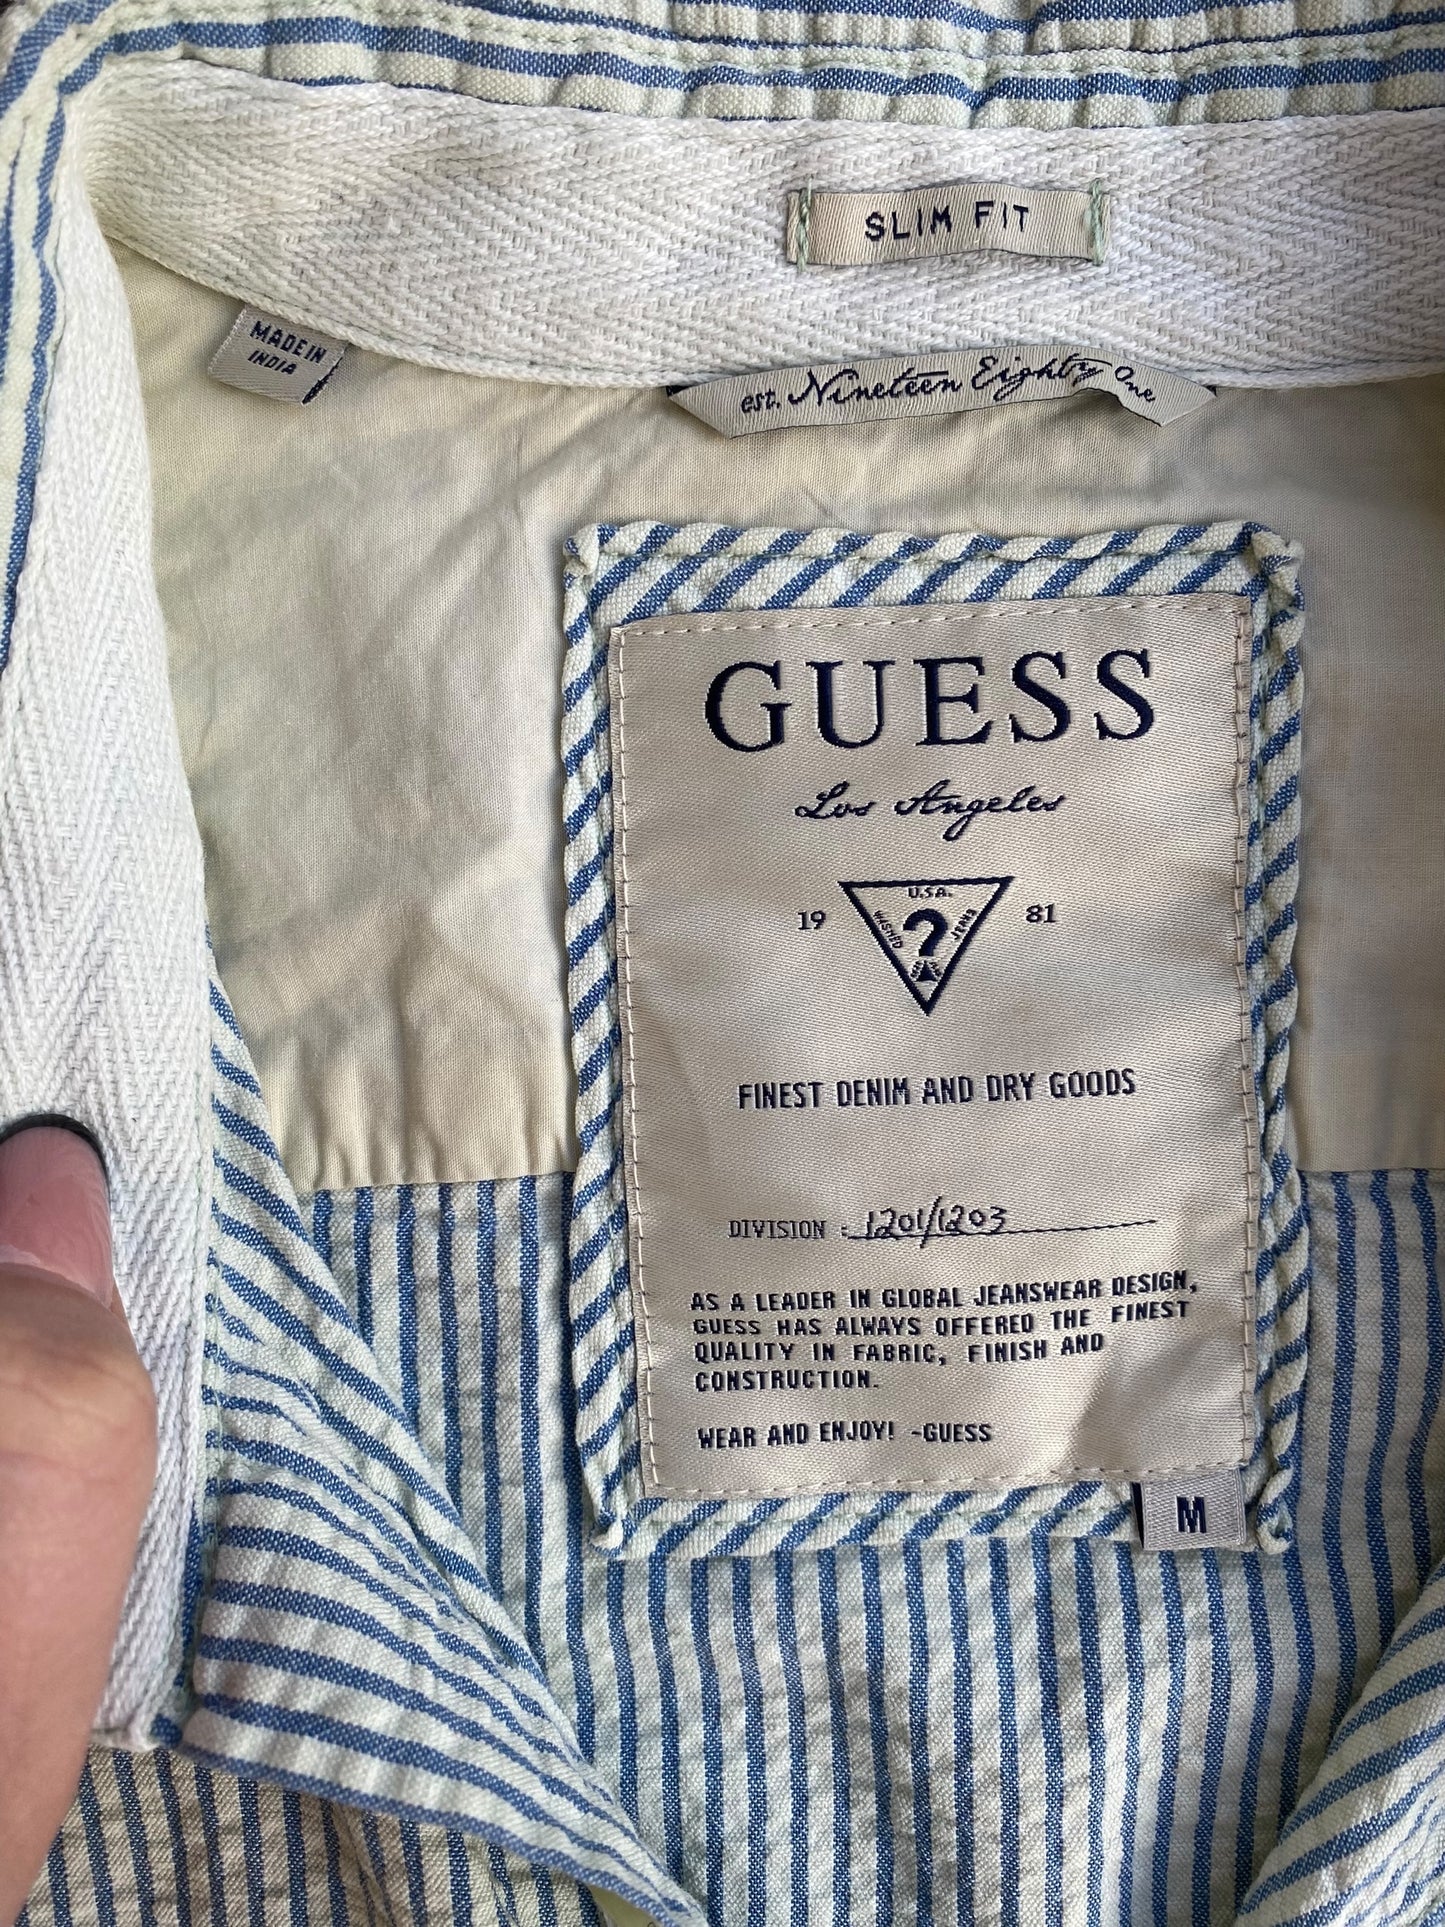 SLIM FIT
MADE IN
INDIA
est. Nineteen Eighty One
GUESS
Los Angeles
19 81
U.S.A.
WASHED ? JEANS
FINEST DENIM AND DRY GOODS
DIVISION : 1201/1203
AS A LEADER IN GLOBAL JEANSWEAR DESIGN,
GUESS HAS ALWAYS OFFERED THE FINEST
QUALITY IN FABRIC, FINISH AND
CONSTRUCTION.
WEAR AND ENJOY! -GUESS
M